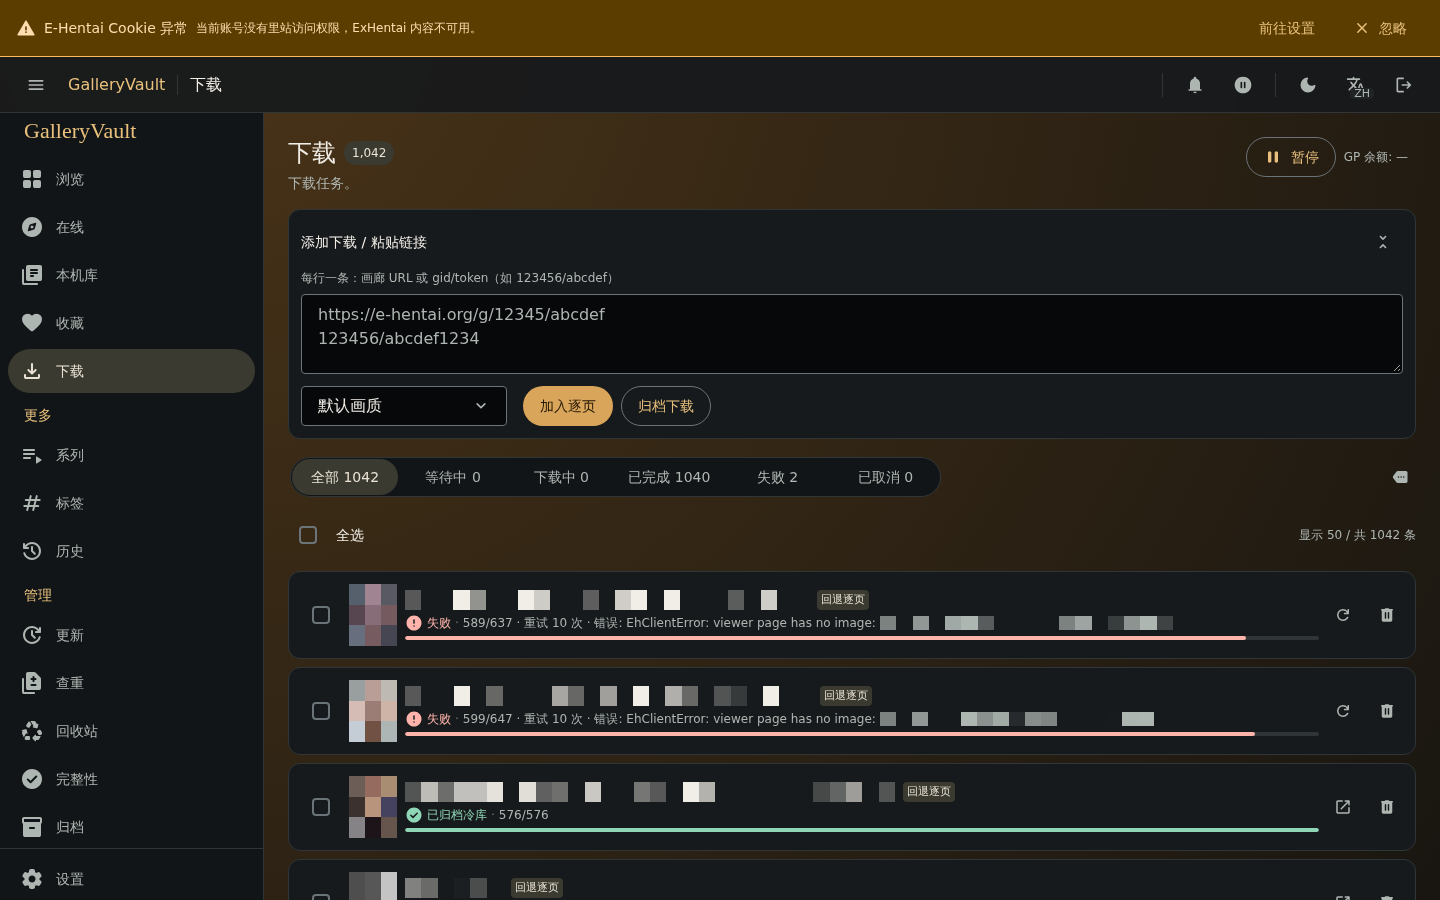 E-Hentai Cookie 异常 当前账号没有里站访问权限，ExHentai 内容不可用。 前往设置 忽略
GalleryVault 下载 ZH
GalleryVault
浏览
在线
本机库
收藏
下载
更多
系列
标签
历史
管理
更新
查重
回收站
完整性
归档
设置
下载 1,042
暂停 GP 余额: —
下载任务。
添加下载 / 粘贴链接
每行一条：画廊 URL 或 gid/token（如 123456/abcdef）
https://e-hentai.org/g/12345/abcdef
123456/abcdef1234
默认画质 加入逐页 归档下载
全部 1042 等待中 0 下载中 0 已完成 1040 失败 2 已取消 0
全选 显示 50 / 共 1042 条
回退逐页
失败 · 589/637 · 重试 10 次 · 错误: EhClientError: viewer page has no image:
回退逐页
失败 · 599/647 · 重试 10 次 · 错误: EhClientError: viewer page has no image:
回退逐页
已归档冷库 · 576/576
回退逐页